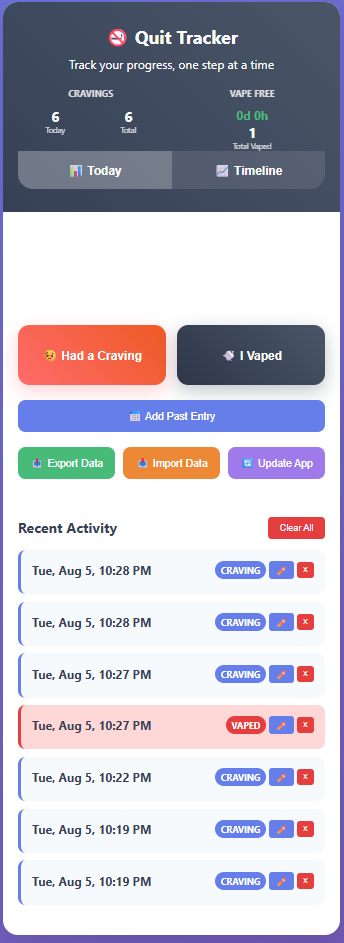 Quit Tracker
Track your progress, one step at a time
CRAVINGS
VAPE FREE
6
Today
6
Total
0d 0h
1
Total Vaped
Today
Timeline
Had a Craving
I Vaped
Add Past Entry
Export Data
Import Data
Update App
Recent Activity
Clear All
Tue, Aug 5, 10:28 PM CRAVING ×
Tue, Aug 5, 10:28 PM CRAVING ×
Tue, Aug 5, 10:27 PM CRAVING ×
Tue, Aug 5, 10:27 PM VAPED ×
Tue, Aug 5, 10:22 PM CRAVING ×
Tue, Aug 5, 10:19 PM CRAVING ×
Tue, Aug 5, 10:19 PM CRAVING ×